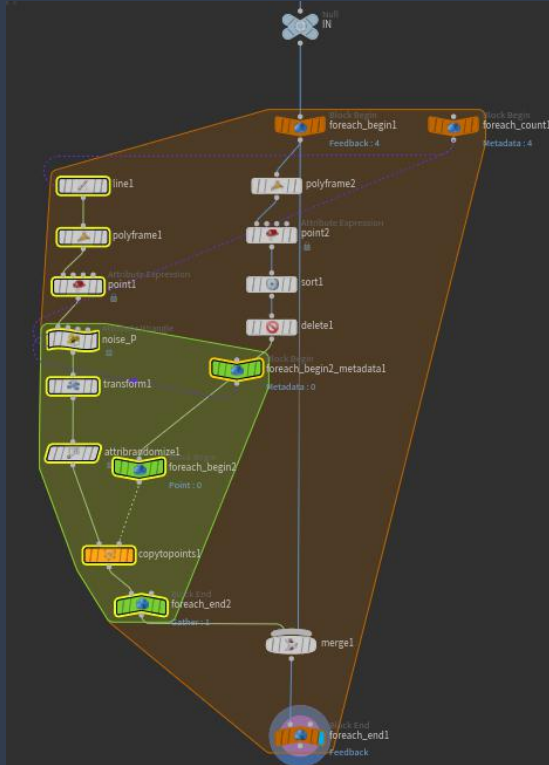 Null
IN
Block Begin
foreach_begin1
Feedback : 4
Block Begin
foreach_count1
Metadata : 4
line1
polyframe2
polyframe1
Attribute Expression
point2
Attribute Expression
point1
sort1
delete1
noise_P
Block Begin
foreach_begin2_metadata1
Metadata : 0
transform1
attribrandomize1
Block Begin
foreach_begin2
Point : 0
copytopoints1
Block End
foreach_end2
Gather : 1
merge1
Block End
foreach_end1
Feedback